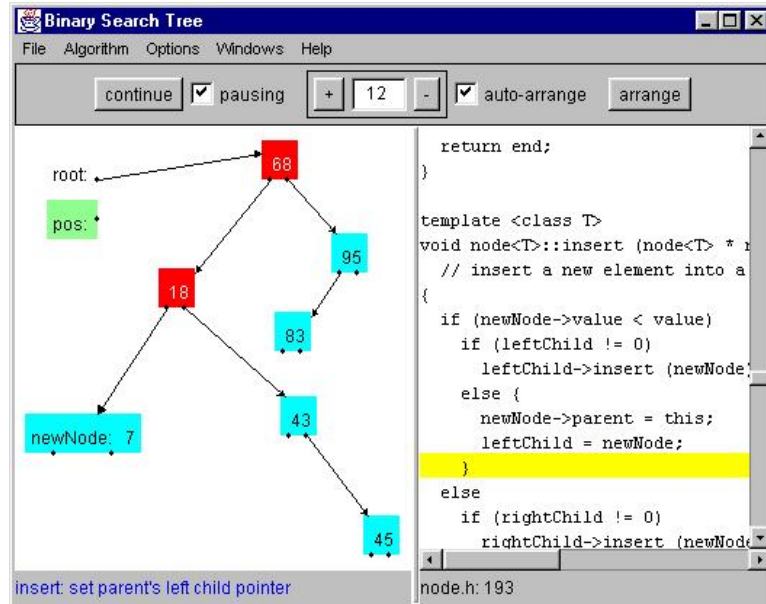 Binary Search Tree
File Algorithm Options Windows Help
continue pausing + 12 - auto-arrange arrange
root:
pos:
68
95
18
83
43
newNode: 7
45
insert: set parent's left child pointer
return end;
}
template <class T>
void node<T>::insert (node<T> *
// insert a new element into a
{
if (newNode->value < value)
if (leftChild != 0)
leftChild->insert (newNode)
else {
newNode->parent = this;
leftChild = newNode;
}
else
if (rightChild != 0)
rightChild->insert (newNode
node.h: 193